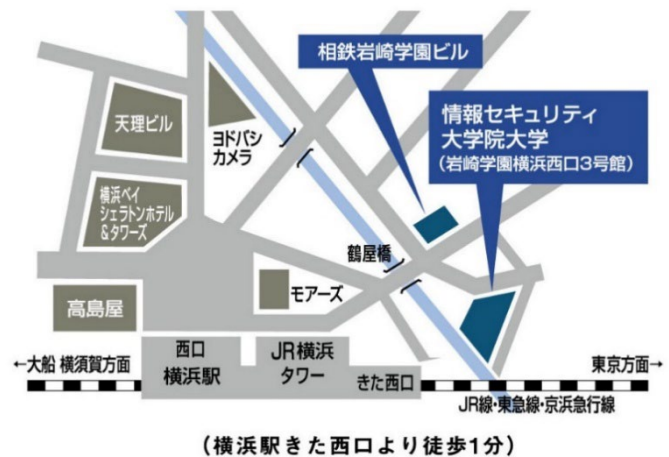 相鉄岩崎学園ビル
情報セキュリティ
大学院大学
(岩崎学園横浜西口3号館)
天理ビル
ヨドバシ
カメラ
横浜ベイ
シェラトンホテル
&タワーズ
鶴屋橋
モアーズ
高島屋
西口
横浜駅
JR横浜
タワー
きた西口
←大船 横須賀方面
東京方面→
JR線・東急線・京浜急行線
(横浜駅きた西口より徒歩1分)